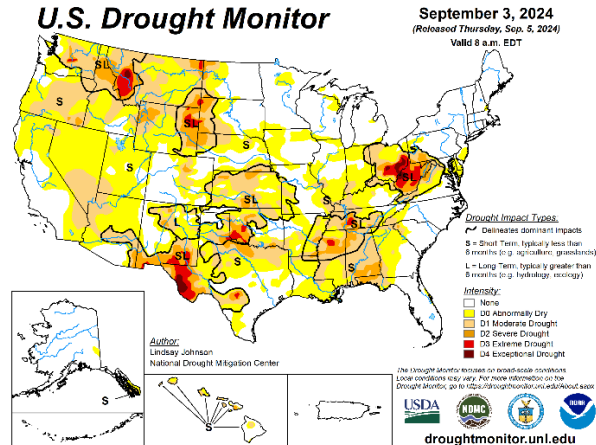 U.S. Drought Monitor
September 3, 2024
(Released Thursday, Sep. 5, 2024)
Valid 8 a.m. EDT
SL
S
S
SL
S
S
S
SL
SL
SL
S
SL
S
S
S
Drought Impact Types:
Delineates dominant impacts
S = Short Term, typically less than
6 months (e.g. agriculture, grasslands)
L = Long Term, typically greater than
6 months (e.g. hydrology, ecology)
Intensity:
None
D0 Abnormally Dry
D1 Moderate Drought
D2 Severe Drought
D3 Extreme Drought
D4 Exceptional Drought
Author:
Lindsay Johnson
National Drought Mitigation Center
The Drought Monitor focuses on broad-scale conditions.
Local conditions may vary. For more information on the
Drought Monitor, go to https://droughtmonitor.unl.edu/About.aspx
USDA
NDMC
NOAA
droughtmonitor.unl.edu